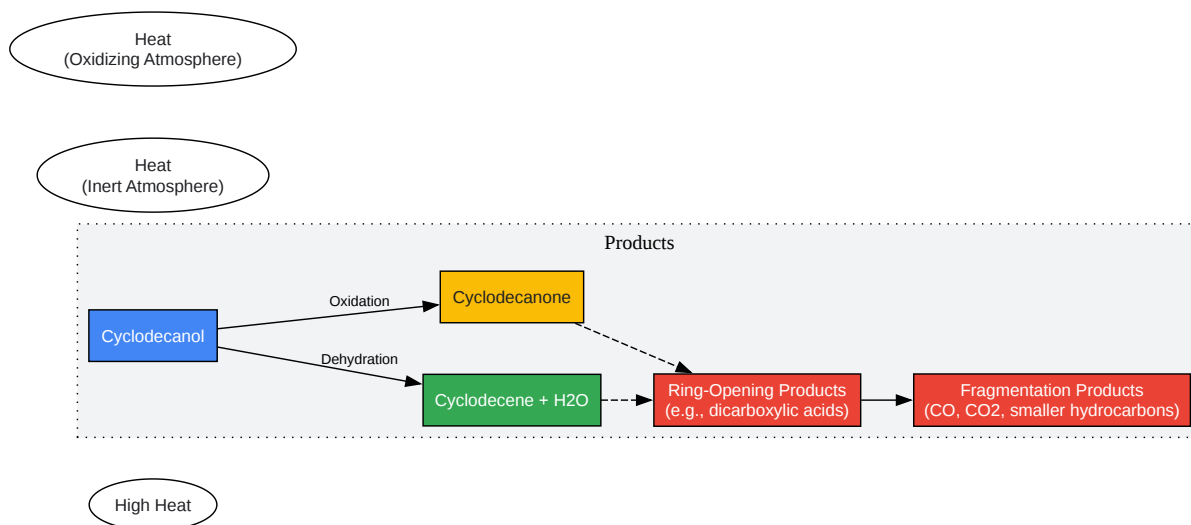 Heat
(Oxidizing Atmosphere)
Heat
(Inert Atmosphere)
Products
Cyclodecanol
Oxidation
Cyclodecanone
Dehydration
Cyclodecene + H2O
Ring-Opening Products
(e.g., dicarboxylic acids)
Fragmentation Products
(CO, CO2, smaller hydrocarbons)
High Heat